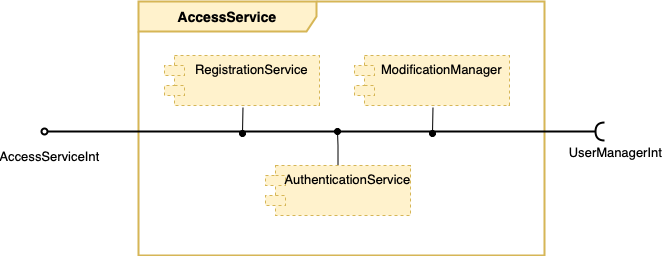 AccessService
RegistrationService
ModificationManager
AccessServiceInt
UserManagerInt
AuthenticationService